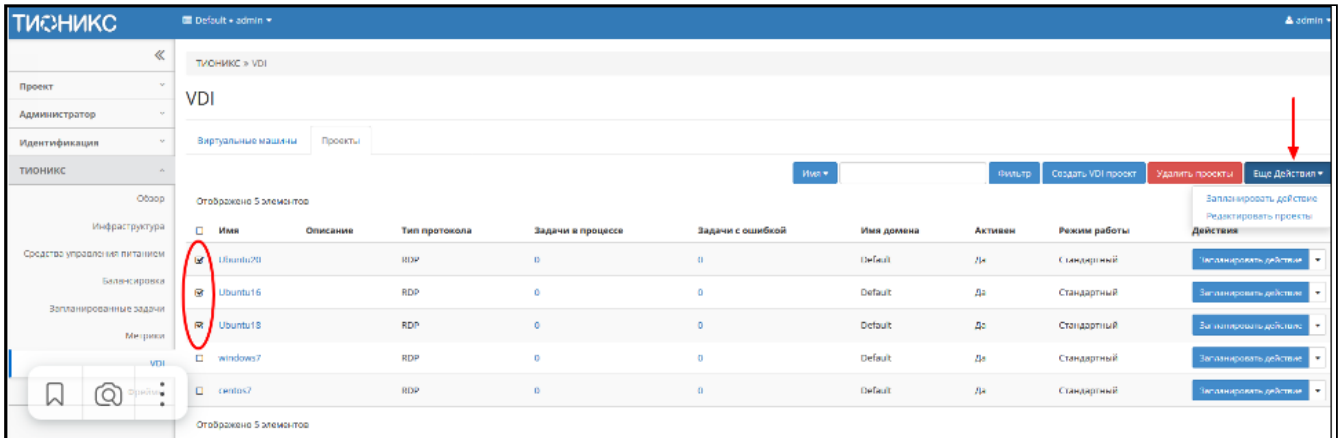 ТИОНИКС
Default • admin
admin
ТИОНИКС » VDI
Проект
VDI
Администратор
Виртуальные машины Проекты
Идентификация
ТИОНИКС
Имя Фильтр Создать VDI проект Удалить проекты Еще Действия
Запланировать действие
Редактировать проекты
Обзор
Отображено 5 элементов
Инфраструктура
Имя Описание Тип протокола Задачи в процессе Задачи с ошибкой Имя домена Активен Режим работы Действия
Средства управления питанием
Ubuntu20 RDP 0 0 Default Да Стандартный Запланировать действие
Балансировка
Ubuntu16 RDP 0 0 Default Да Стандартный Запланировать действие
Запланированные задачи
Ubuntu18 RDP 0 0 Default Да Стандартный Запланировать действие
Метрики
VDI
windows7 RDP 0 0 Default Да Стандартный Запланировать действие
centos7 RDP 0 0 Default Да Стандартный Запланировать действие
Отображено 5 элементов